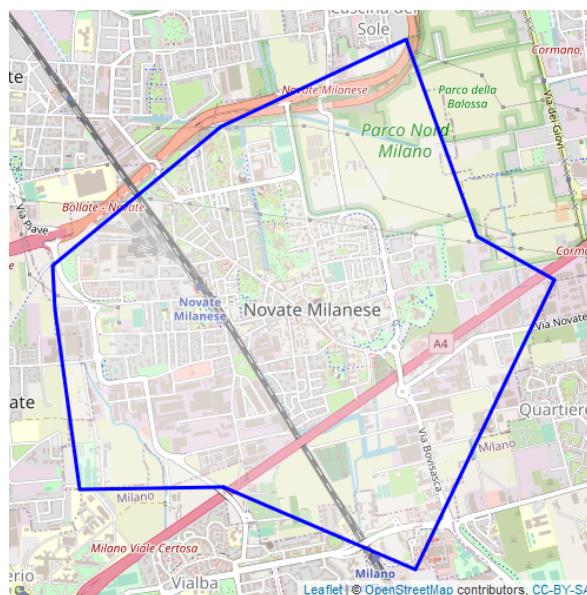 Cascina del
Sole
Cormano
Novate Milanese
Parco della
Balossa
Parco Nord
Milano
Via dei Giovi
Bollate - Novate
Via Piave
Novate
Milanese
Novate Milanese
A4
Via Novate
Quartiere
Via Bovisasca
Milano
Milano
Milano Viale Certosa
Vialba
Milano
Leaflet | © OpenStreetMap contributors, CC-BY-SA